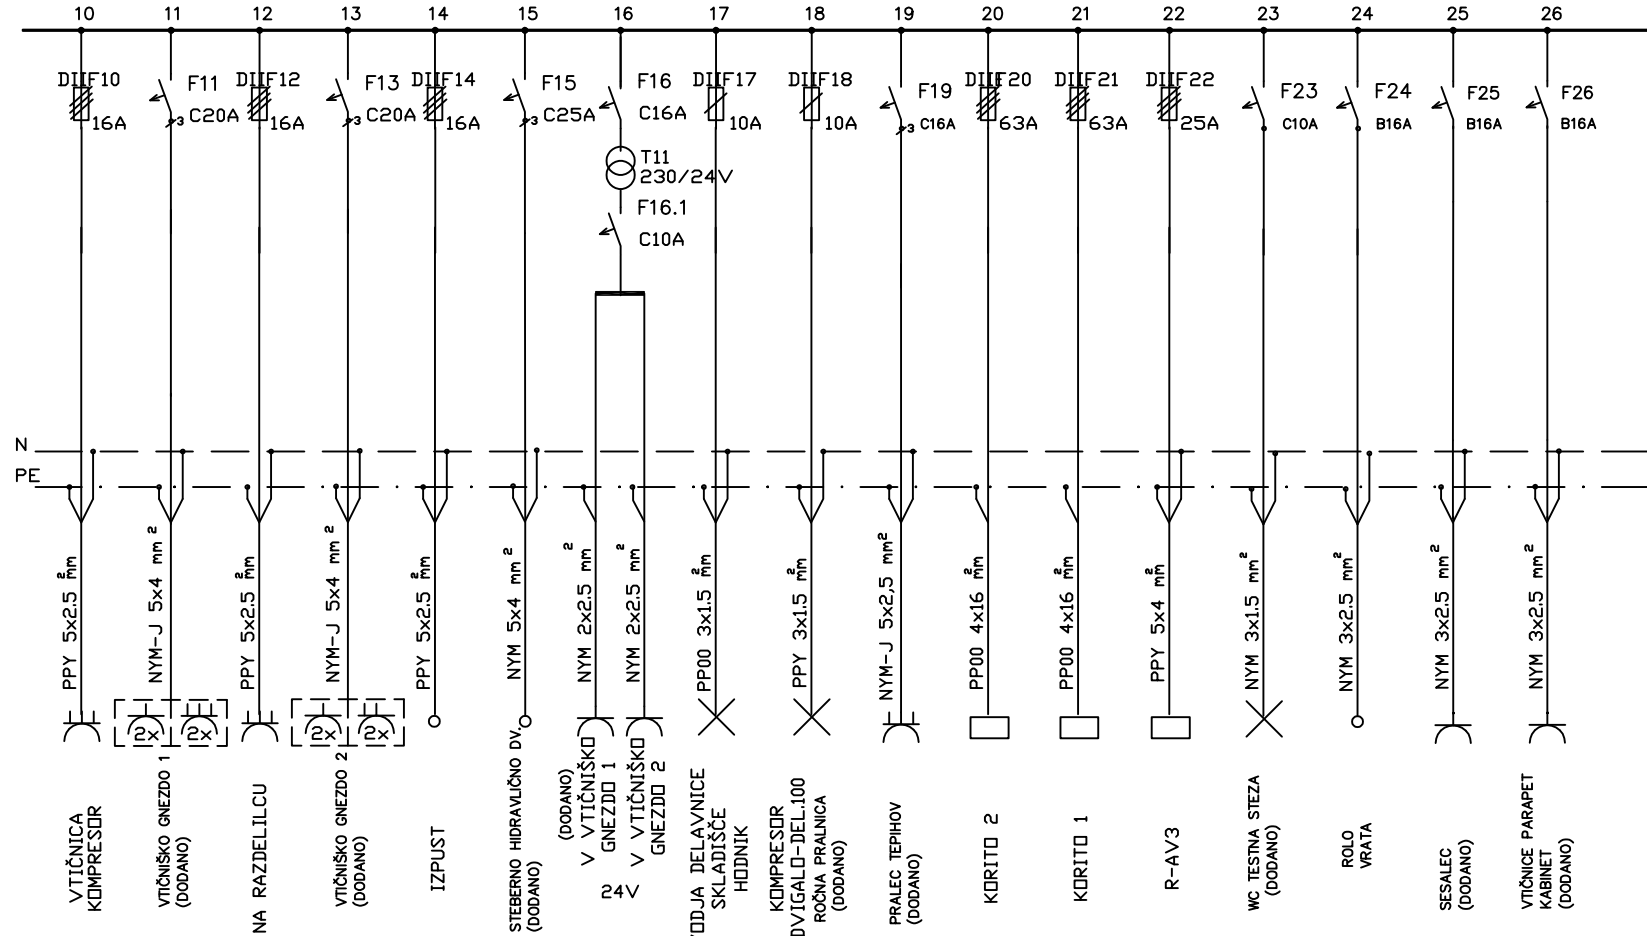 10 11 12 13 14 15 16 17 18 19 20 21 22 23 24 25 26
DIIF10
16A
F11
C20A
3
DIIF12
16A
F13
C20A
3
DIIF14
16A
F15
C25A
3
F16
C16A
T11
230/24V
F16.1
C10A
DIIF17
10A
DIIF18
10A
F19
C16A
3
DIIF20
63A
DIIF21
63A
DIIF22
25A
F23
C10A
F24
B16A
F25
B16A
F26
B16A
N
PE
PPY 5x2.5 mm²
NYM-J 5x4 mm²
PPY 5x2.5 mm²
NYM-J 5x4 mm²
PPY 5x2.5 mm²
NYM 5x4 mm²
NYM 2x2.5 mm²
NYM 2x2.5 mm²
PP00 3x1.5 mm²
PPY 3x1.5 mm²
NYM-J 5x2,5 mm²
PP00 4x16 mm²
PP00 4x16 mm²
PPY 5x4 mm²
NYM 3x1.5 mm²
NYM 3x2.5 mm²
NYM 3x2.5 mm²
NYM 3x2.5 mm²
2x 2x
2x 2x
VTIČNICA
KOMPRESOR
VTIČNIŠKO GNEZDO 1
(DODANO)
NA RAZDELILCU
VTIČNIŠKO GNEZDO 2
(DODANO)
IZPUST
STEBERNO HIDRAVLIČNO DV.
(DODANO)
(DODANO)
V VTIČNIŠKO
GNEZDO 1
V VTIČNIŠKO
GNEZDO 2
24V
VODJA DELAVNICE
SKLADIŠČE
HODNIK
KOMPRESOR
DVIGALO-DEL.100
ROČNA PRALNICA
(DODANO)
PRALEC TEPIHOV
(DODANO)
KORITO 2
KORITO 1
R-AV3
WC TESTNA STEZA
(DODANO)
ROLO
VRATA
SESALEC
(DODANO)
VTIČNICE PARAPET
KABINET
(DODANO)